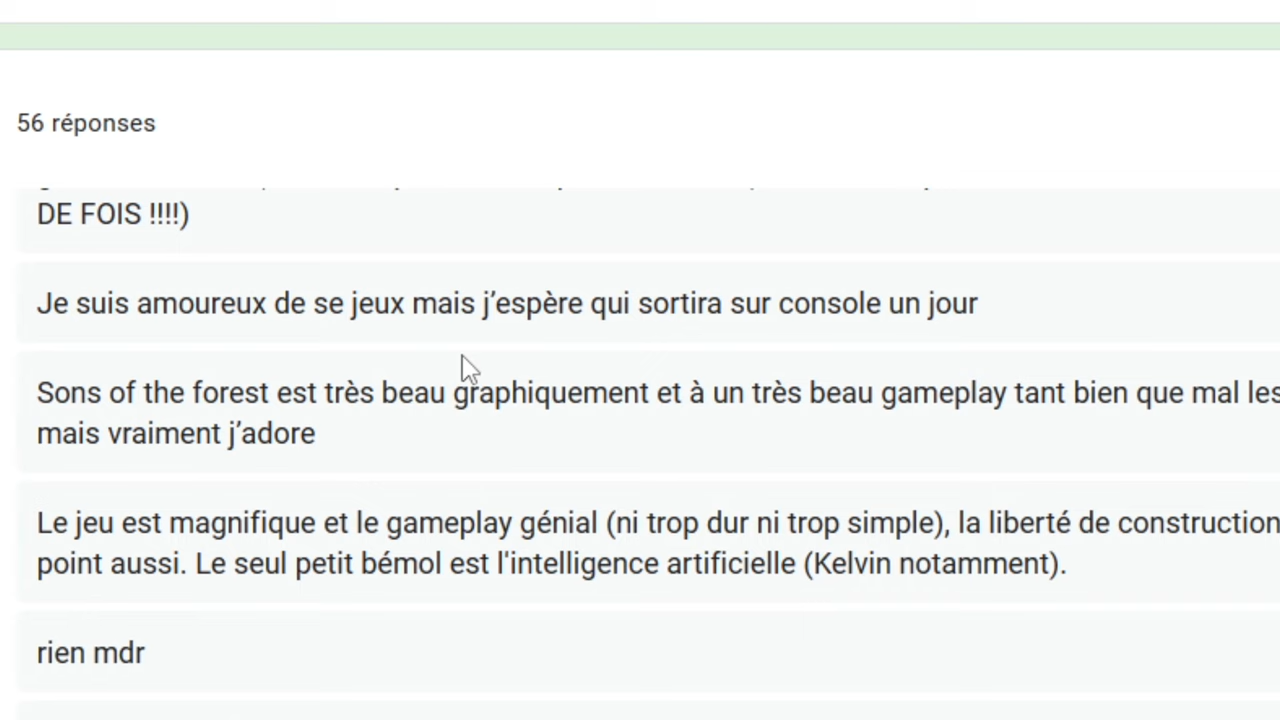 56 réponses
DE FOIS !!!!)
Je suis amoureux de se jeux mais j’espère qui sortira sur console un jour
Sons of the forest est très beau graphiquement et à un très beau gameplay tant bien que mal les
mais vraiment j’adore
Le jeu est magnifique et le gameplay génial (ni trop dur ni trop simple), la liberté de construction
point aussi. Le seul petit bémol est l'intelligence artificielle (Kelvin notamment).
rien mdr